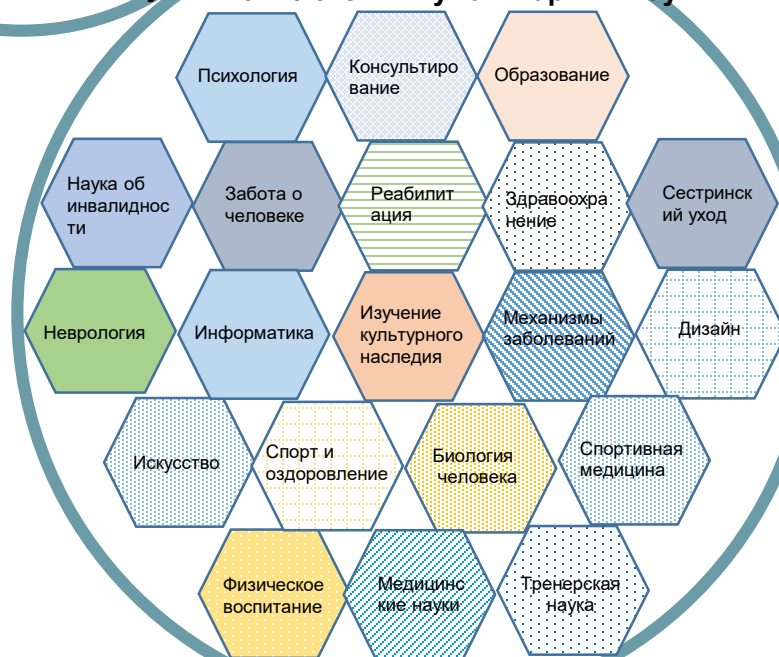 Психология
Консультиро
вание
Образование
Наука об
инвалиднос
ти
Забота о
человеке
Реабилит
ация
Здравоохра
нение
Сестринск
ий уход
Неврология
Информатика
Изучение
культурного
наследия
Механизмы
заболеваний
Дизайн
Искусство
Спорт и
оздоровление
Биология
человека
Спортивная
медицина
Физическое
воспитание
Медицинс
кие науки
Тренерская
наука